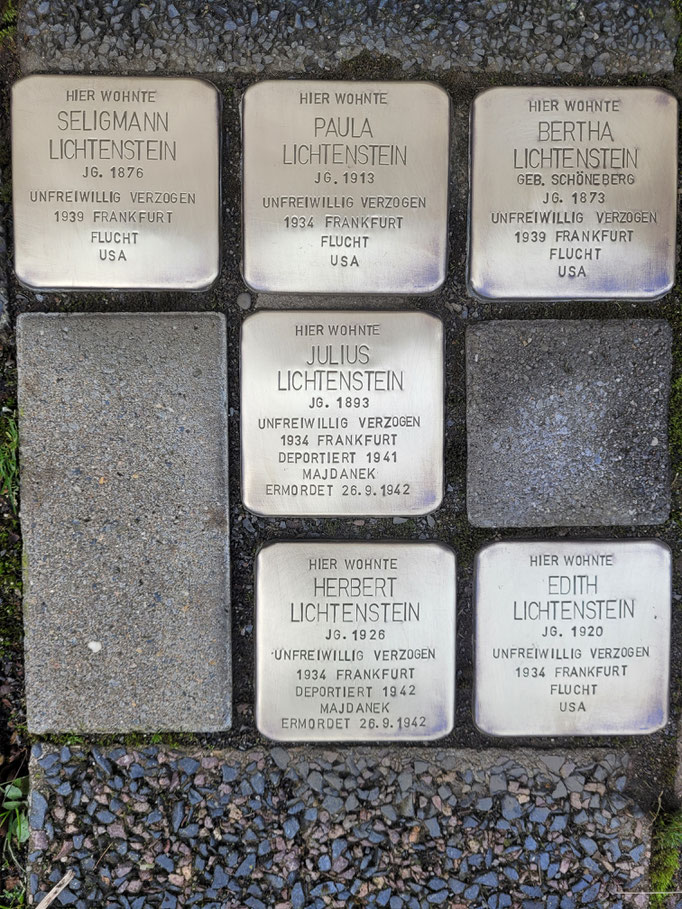 HIER WOHNTE
SELIGMANN
LICHTENSTEIN
JG. 1876
UNFREIWILLIG VERZOGEN
1939 FRANKFURT
FLUCHT
USA
HIER WOHNTE
PAULA
LICHTENSTEIN
JG. 1913
UNFREIWILLIG VERZOGEN
1934 FRANKFURT
FLUCHT
USA
HIER WOHNTE
BERTHA
LICHTENSTEIN
GEB. SCHÖNEBERG
JG. 1873
UNFREIWILLIG VERZOGEN
1939 FRANKFURT
FLUCHT
USA
HIER WOHNTE
JULIUS
LICHTENSTEIN
JG. 1893
UNFREIWILLIG VERZOGEN
1934 FRANKFURT
DEPORTIERT 1941
MAJDANEK
ERMORDET 26.9.1942
HIER WOHNTE
HERBERT
LICHTENSTEIN
JG. 1926
UNFREIWILLIG VERZOGEN
1934 FRANKFURT
DEPORTIERT 1942
MAJDANEK
ERMORDET 26.9.1942
HIER WOHNTE
EDITH
LICHTENSTEIN
JG. 1920
UNFREIWILLIG VERZOGEN
1934 FRANKFURT
FLUCHT
USA